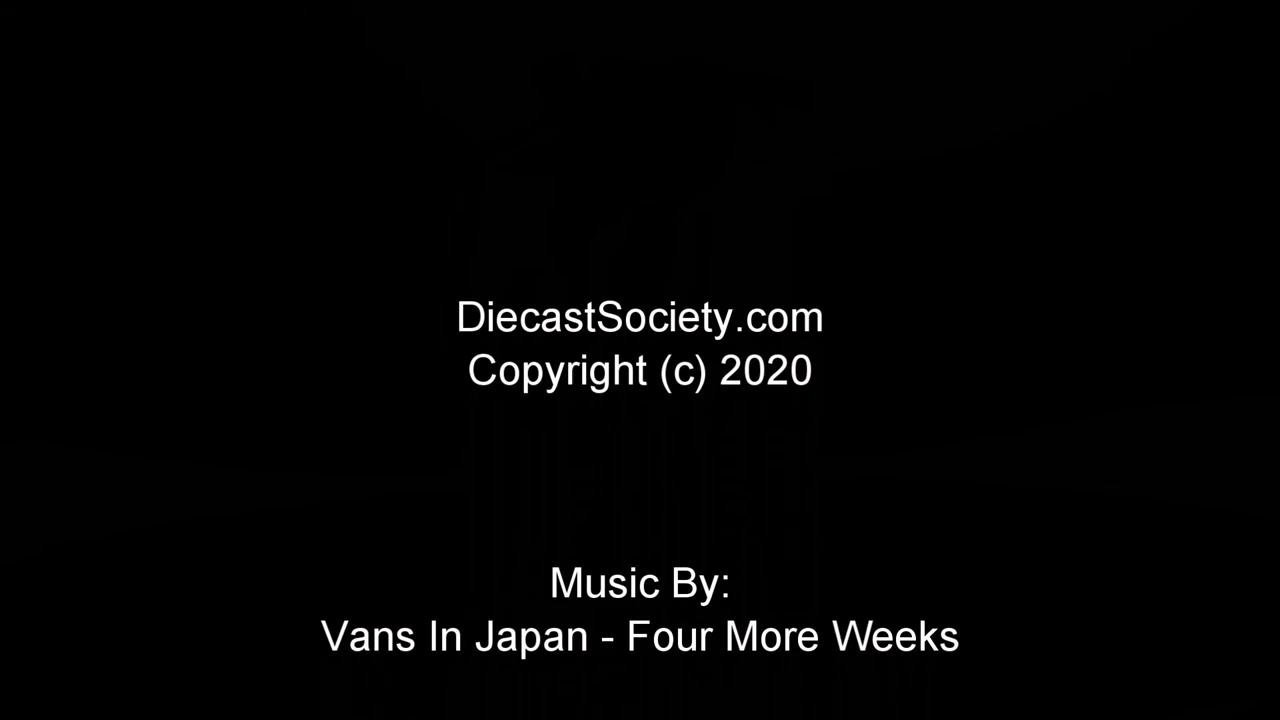 DiecastSociety.com
Copyright (c) 2020
Music By:
Vans In Japan - Four More Weeks